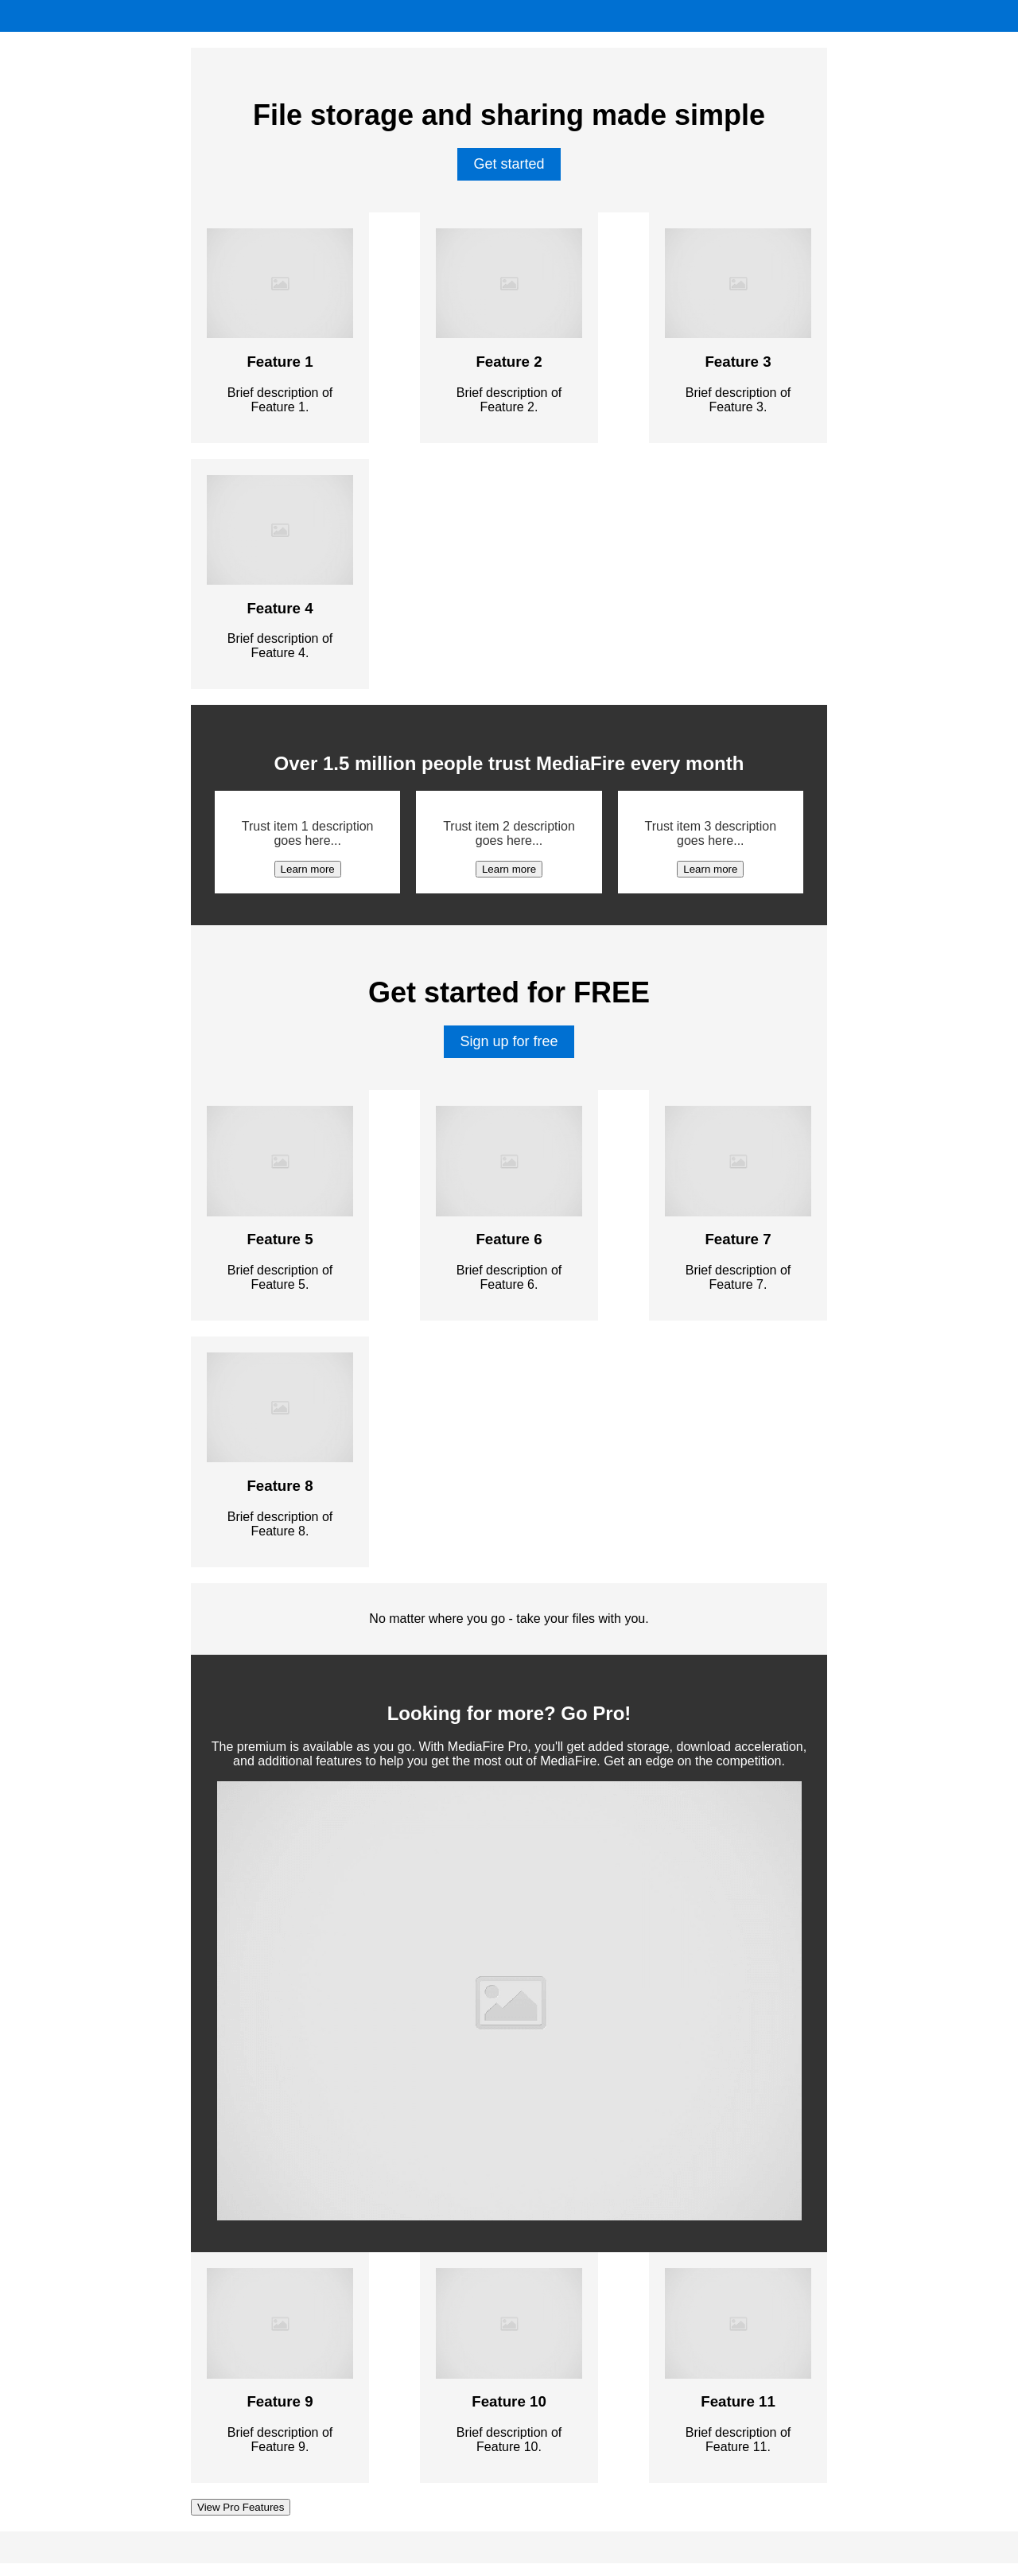 File storage and sharing made simple
Get started
Feature 1
Brief description of
Feature 1.
Feature 2
Brief description of
Feature 2.
Feature 3
Brief description of
Feature 3.
Feature 4
Brief description of
Feature 4.
Over 1.5 million people trust MediaFire every month
Trust item 1 description
goes here...
Learn more
Trust item 2 description
goes here...
Learn more
Trust item 3 description
goes here...
Learn more
Get started for FREE
Sign up for free
Feature 5
Brief description of
Feature 5.
Feature 6
Brief description of
Feature 6.
Feature 7
Brief description of
Feature 7.
Feature 8
Brief description of
Feature 8.
No matter where you go - take your files with you.
Looking for more? Go Pro!
The premium is available as you go. With MediaFire Pro, you'll get added storage, download acceleration,
and additional features to help you get the most out of MediaFire. Get an edge on the competition.
Feature 9
Brief description of
Feature 9.
Feature 10
Brief description of
Feature 10.
Feature 11
Brief description of
Feature 11.
View Pro Features